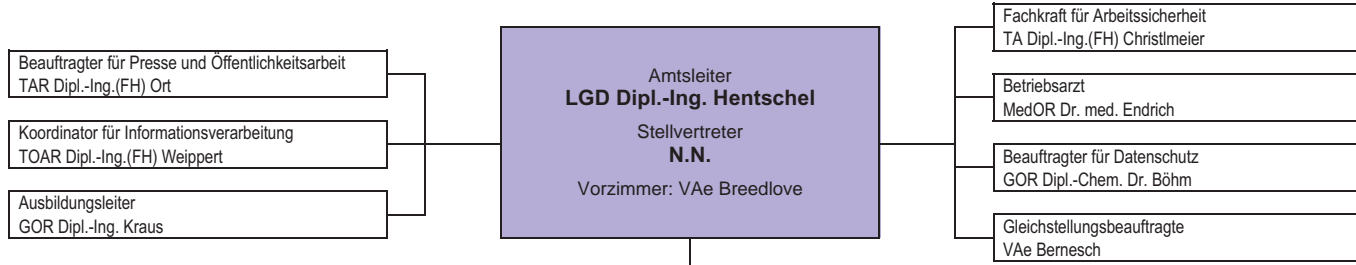 Beauftragter für Presse und Öffentlichkeitsarbeit
TAR Dipl.-Ing.(FH) Ort
Koordinator für Informationsverarbeitung
TOAR Dipl.-Ing.(FH) Weippert
Ausbildungsleiter
GOR Dipl.-Ing. Kraus
Amtsleiter
LGD Dipl.-Ing. Hentschel
Stellvertreter
N.N.
Vorzimmer: VAe Breedlove
Fachkraft für Arbeitssicherheit
TA Dipl.-Ing.(FH) Christlmeier
Betriebsarzt
MedOR Dr. med. Endrich
Beauftragter für Datenschutz
GOR Dipl.-Chem. Dr. Böhm
Gleichstellungsbeauftragte
VAe Bernesch